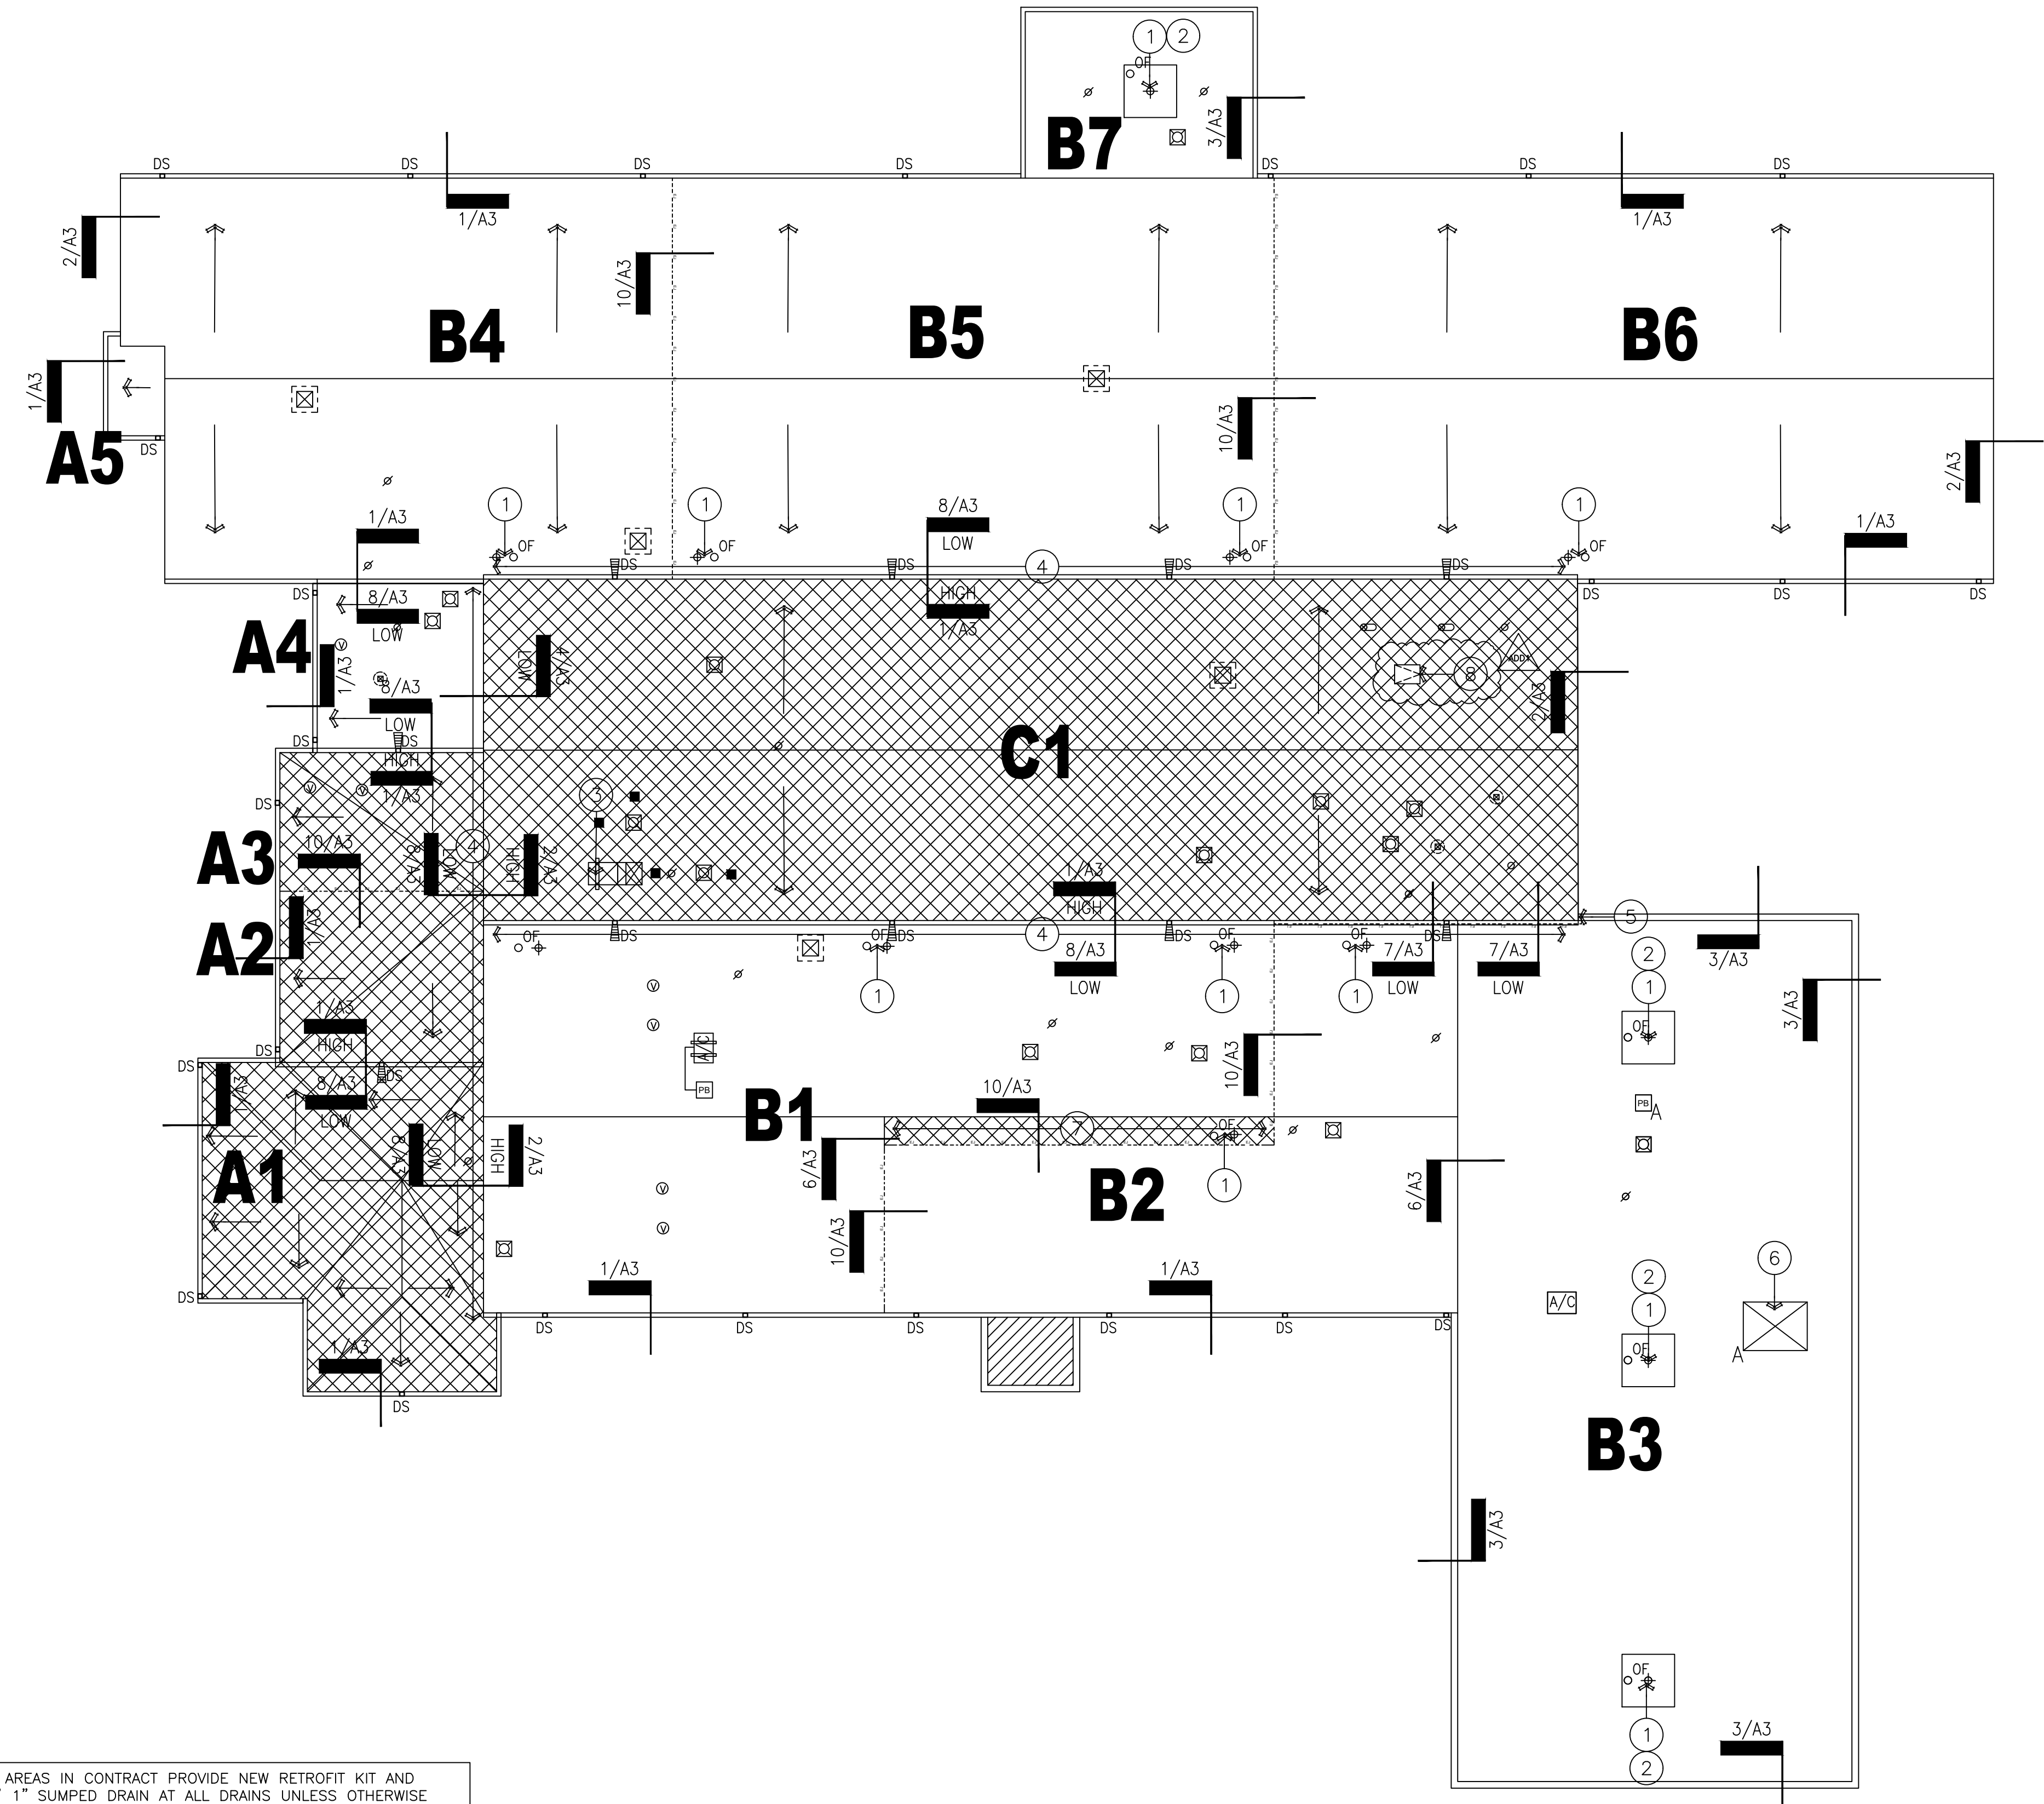 1 2
OF
3/A3
B7
DS DS DS DS DS DS DS
1/A3 1/A3
2/A3
10/A3
B4 B5 B6
1/A3
A5
DS
10/A3
2/A3
1 1 1 1
1/A3 8/A3 1/A3
LOW
OF OF OF OF
4
DS DS DS DS
DS DS DS
DS
8/A3
LOW
HIGH
1/A3
A4
V
1/A3
4/A3
LOW
8/A3
LOW
8
ADD1
2/A3
DS DS
HIGH
1/A3
C1
V V
3
DS
A3
10/A3
4
8/A3
LOW
HIGH
2/A3
1/A3
HIGH
A2
1/A3
5
4
OF OF OF OF
DS DS DS DS
8/A3
LOW
7/A3
LOW
7/A3
LOW
3/A3
2
1
3/A3
V
V
1 1 1
1/A3
HIGH
OF
A/C
PB
10/A3
DS
DS
DS
1/A3
8/A3
LOW
10/A3
PB
A
B1
7
OF
8/A3
LOW
HIGH
2/A3
6/A3
6/A3
A1
B2
1
V
V
10/A3
1/A3 1/A3
2
1
6
A/C
DS
DS DS DS DS DS DS
OF
A
1/A3
DS
B3
3/A3
OF
1
2
3/A3
AREAS IN CONTRACT PROVIDE NEW RETROFIT KIT AND
1" SUMPED DRAIN AT ALL DRAINS UNLESS OTHERWISE